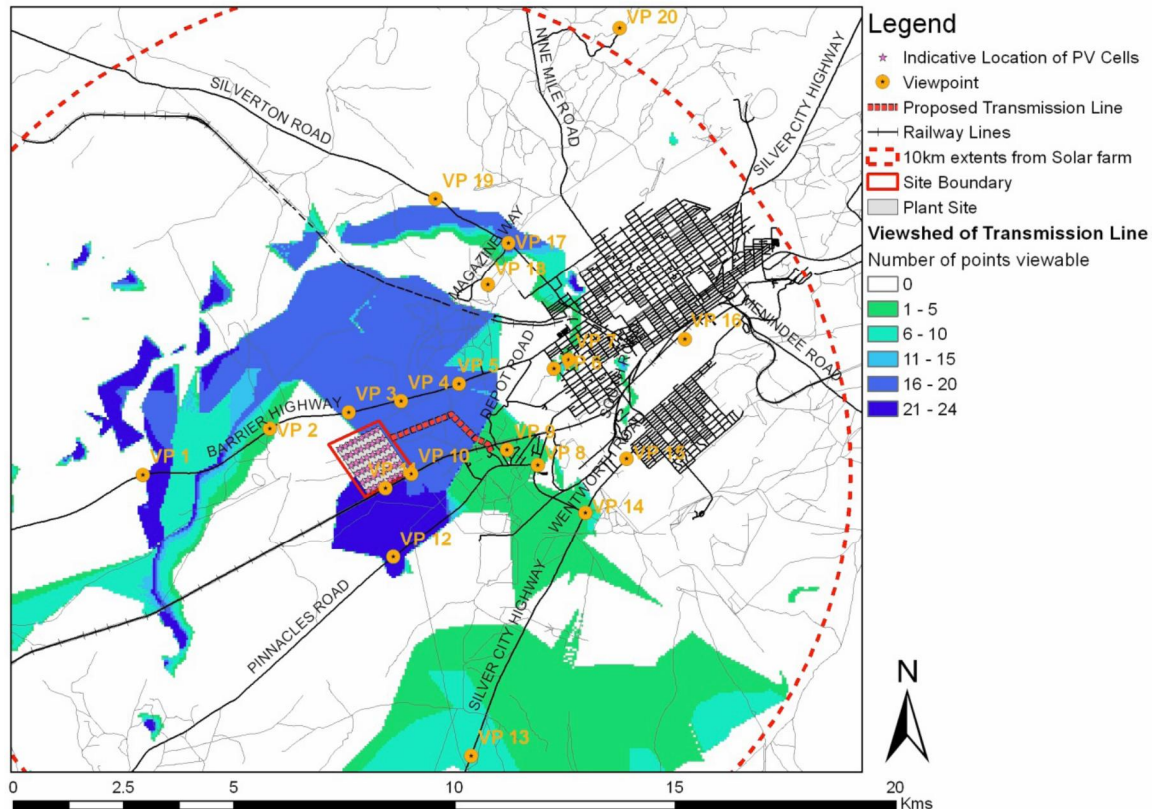 VP 20
SILVERTON ROAD
NINE MILE ROAD
SILVER CITY HIGHWAY
VP 19
MAGAZINE WAY
VP 17
VP 18
VP 16
MENINDEE ROAD
VP 7
VP 5
DEPOT ROAD
VP 4
VP 3
BARRIER HIGHWAY
VP 2
VP 1
VP 9
VP 10
VP 8
VP 11
VP 15
WENTWORTH ROAD
VP 14
VP 12
PINNACLES ROAD
SILVER CITY HIGHWAY
VP 13
Legend
Indicative Location of PV Cells
Viewpoint
Proposed Transmission Line
Railway Lines
10km extents from Solar farm
Site Boundary
Plant Site
Viewshed of Transmission Line
Number of points viewable
0
1 - 5
6 - 10
11 - 15
16 - 20
21 - 24
N
0 2.5 5 10 15 20
Kms